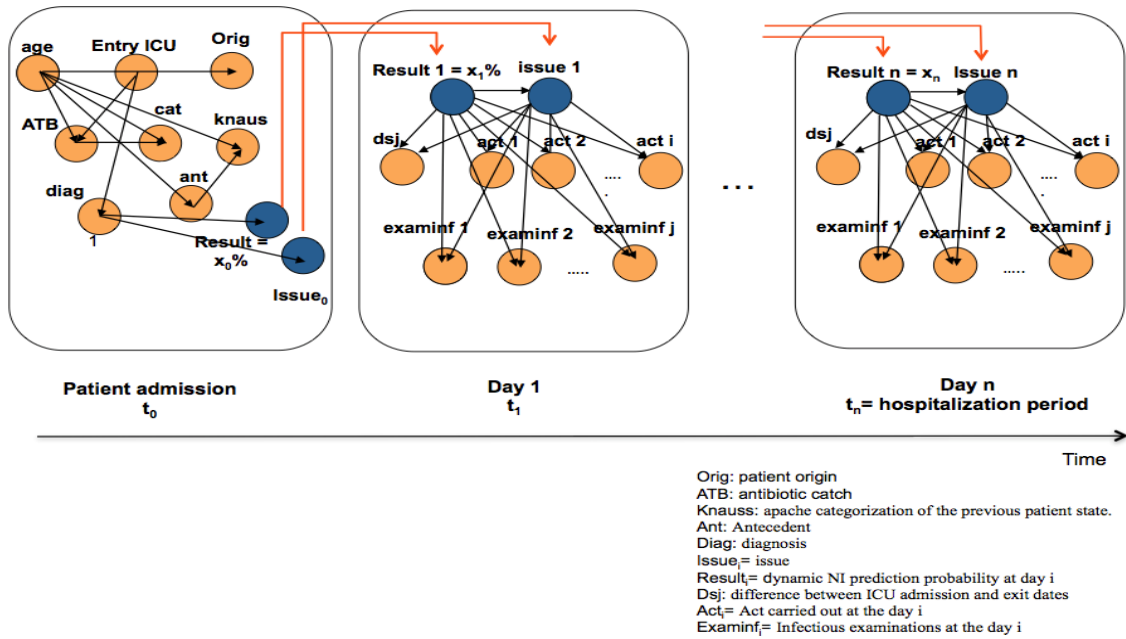 age
Entry ICU
Orig
ATB
cat
knaus
diag
ant
1
Result =
x₀%
Issue₀
Result 1 = x₁%
issue 1
dsj
act 1
act 2
act i
....
.
examinf 1
examinf 2
examinf j
.....
...
Result n = xₙ
Issue n
dsj
act 1
act 2
act i
....
.
examinf 1
examinf 2
examinf j
.....
Patient admission
t₀
Day 1
t₁
Day n
tₙ= hospitalization period
Time
Orig: patient origin
ATB: antibiotic catch
Knauss: apache categorization of the previous patient state.
Ant: Antecedent
Diag: diagnosis
Issueᵢ= issue
Resultᵢ= dynamic NI prediction probability at day i
Dsj: difference between ICU admission and exit dates
Actᵢ= Act carried out at the day i
Examinfᵢ= Infectious examinations at the day i